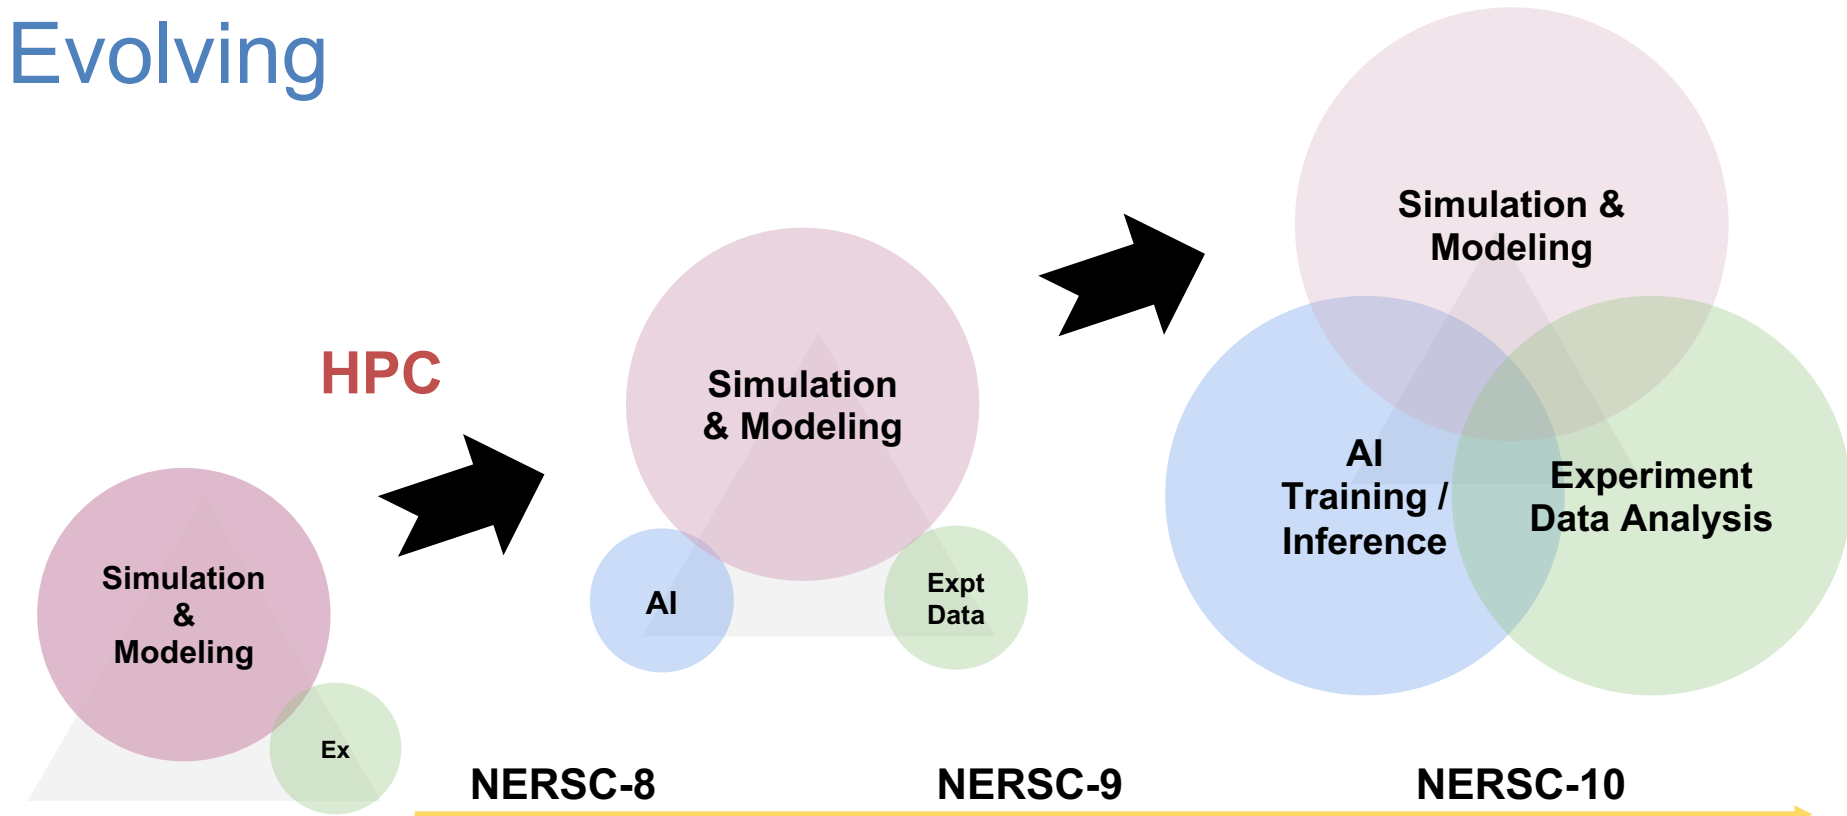 Evolving
HPC
Simulation
&
Modeling
Ex
Simulation
& Modeling
AI
Expt
Data
Simulation &
Modeling
AI
Training /
Inference
Experiment
Data Analysis
NERSC-8
NERSC-9
NERSC-10